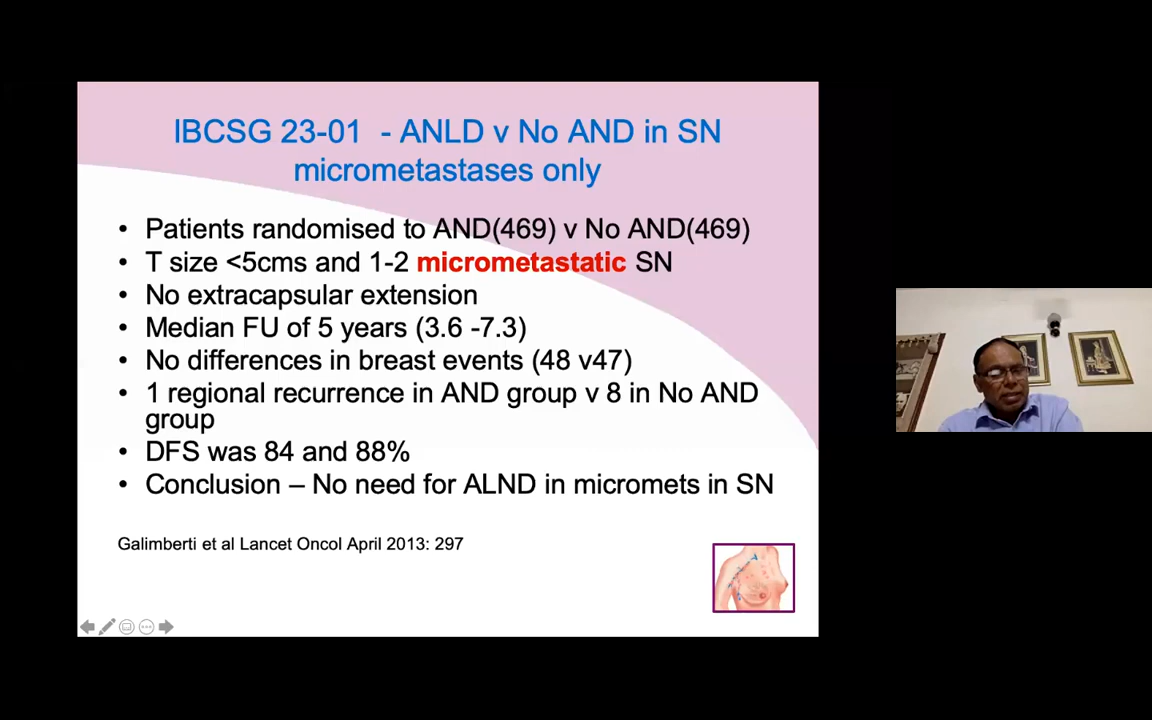 IBCSG 23-01 - ANLD v No AND in SN
micrometastases only
• Patients randomised to AND(469) v No AND(469)
• T size <5cms and 1-2 micrometastatic SN
• No extracapsular extension
• Median FU of 5 years (3.6 -7.3)
• No differences in breast events (48 v47)
• 1 regional recurrence in AND group v 8 in No AND
group
• DFS was 84 and 88%
• Conclusion – No need for ALND in micromets in SN
Galimberti et al Lancet Oncol April 2013: 297